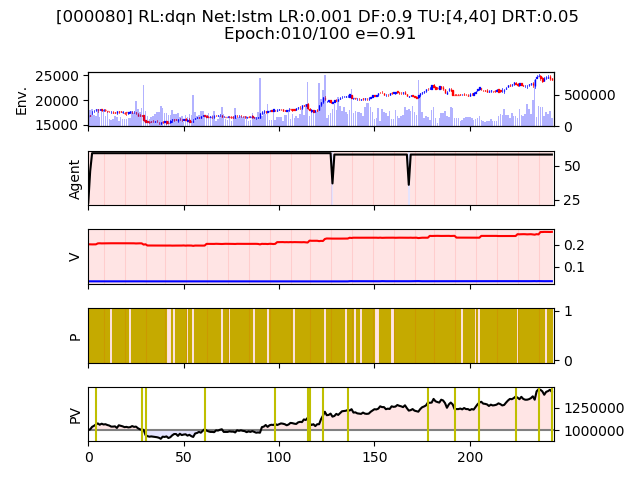 [000080] RL:dqn Net:lstm LR:0.001 DF:0.9 TU:[4,40] DRT:0.05
Epoch:010/100 e=0.91
Env.
25000
20000
15000
500000
0
Agent
50
25
V
0.2
0.1
P
1
0
PV
1250000
1000000
0 50 100 150 200